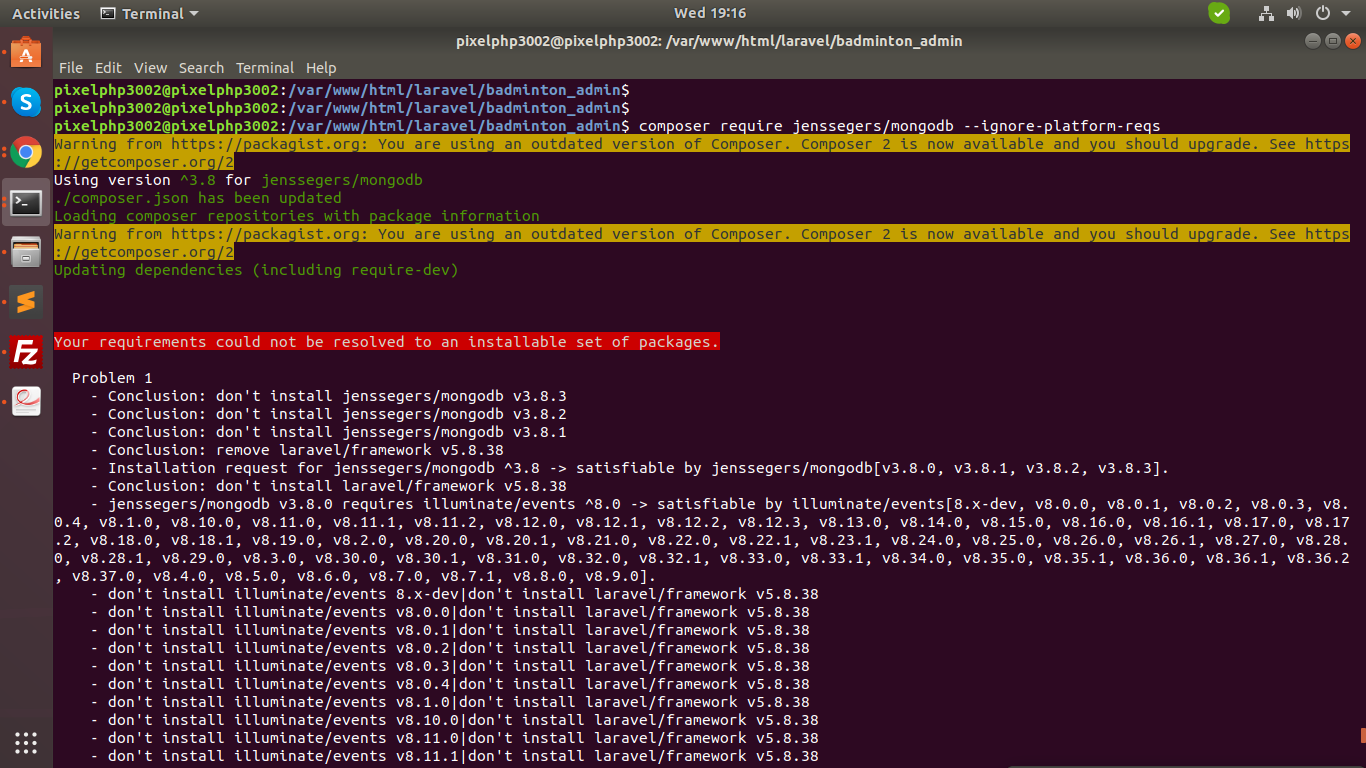 Activities Terminal Wed 19:16
pixelphp3002@pixelphp3002: /var/www/html/laravel/badminton_admin
File Edit View Search Terminal Help
pixelphp3002@pixelphp3002:/var/www/html/laravel/badminton_admin$
pixelphp3002@pixelphp3002:/var/www/html/laravel/badminton_admin$
pixelphp3002@pixelphp3002:/var/www/html/laravel/badminton_admin$ composer require jenssegers/mongodb --ignore-platform-reqs
Warning from https://packagist.org: You are using an outdated version of Composer. Composer 2 is now available and you should upgrade. See https
://getcomposer.org/2
Using version ^3.8 for jenssegers/mongodb
./composer.json has been updated
Loading composer repositories with package information
Warning from https://packagist.org: You are using an outdated version of Composer. Composer 2 is now available and you should upgrade. See https
://getcomposer.org/2
Updating dependencies (including require-dev)
Your requirements could not be resolved to an installable set of packages.
Problem 1
- Conclusion: don't install jenssegers/mongodb v3.8.3
- Conclusion: don't install jenssegers/mongodb v3.8.2
- Conclusion: don't install jenssegers/mongodb v3.8.1
- Conclusion: remove laravel/framework v5.8.38
- Installation request for jenssegers/mongodb ^3.8 -> satisfiable by jenssegers/mongodb[v3.8.0, v3.8.1, v3.8.2, v3.8.3].
- Conclusion: don't install laravel/framework v5.8.38
- jenssegers/mongodb v3.8.0 requires illuminate/events ^8.0 -> satisfiable by illuminate/events[8.x-dev, v8.0.0, v8.0.1, v8.0.2, v8.0.3, v8.
0.4, v8.1.0, v8.10.0, v8.11.0, v8.11.1, v8.11.2, v8.12.0, v8.12.1, v8.12.2, v8.12.3, v8.13.0, v8.14.0, v8.15.0, v8.16.0, v8.16.1, v8.17.0, v8.17
.2, v8.18.0, v8.18.1, v8.19.0, v8.2.0, v8.20.0, v8.20.1, v8.21.0, v8.22.0, v8.22.1, v8.23.1, v8.24.0, v8.25.0, v8.26.0, v8.26.1, v8.27.0, v8.28.
0, v8.28.1, v8.29.0, v8.3.0, v8.30.0, v8.30.1, v8.31.0, v8.32.0, v8.32.1, v8.33.0, v8.33.1, v8.34.0, v8.35.0, v8.35.1, v8.36.0, v8.36.1, v8.36.2
, v8.37.0, v8.4.0, v8.5.0, v8.6.0, v8.7.0, v8.7.1, v8.8.0, v8.9.0].
- don't install illuminate/events 8.x-dev|don't install laravel/framework v5.8.38
- don't install illuminate/events v8.0.0|don't install laravel/framework v5.8.38
- don't install illuminate/events v8.0.1|don't install laravel/framework v5.8.38
- don't install illuminate/events v8.0.2|don't install laravel/framework v5.8.38
- don't install illuminate/events v8.0.3|don't install laravel/framework v5.8.38
- don't install illuminate/events v8.0.4|don't install laravel/framework v5.8.38
- don't install illuminate/events v8.1.0|don't install laravel/framework v5.8.38
- don't install illuminate/events v8.10.0|don't install laravel/framework v5.8.38
- don't install illuminate/events v8.11.0|don't install laravel/framework v5.8.38
- don't install illuminate/events v8.11.1|don't install laravel/framework v5.8.38